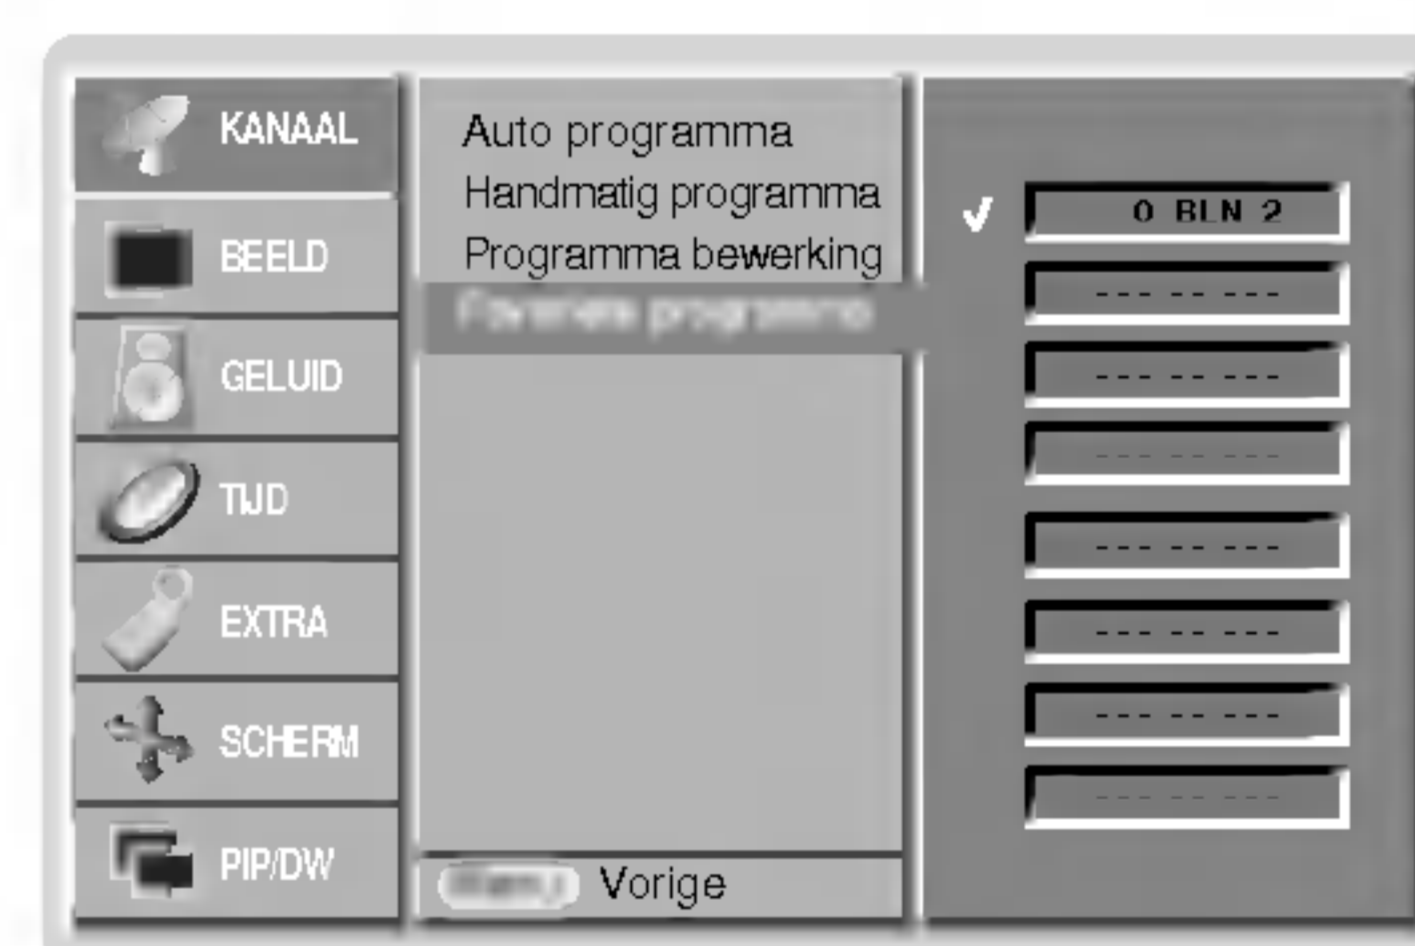 KANAAL
BEELD
GELUID
TIJD
EXTRA
SCHERM
PIP/DW
Auto programma
Handmatig programma
Programma bewerking
Vorige
0 BLN 2
--- -- ---
--- -- ---
--- -- ---
--- -- ---
--- -- ---
--- -- ---
--- -- ---